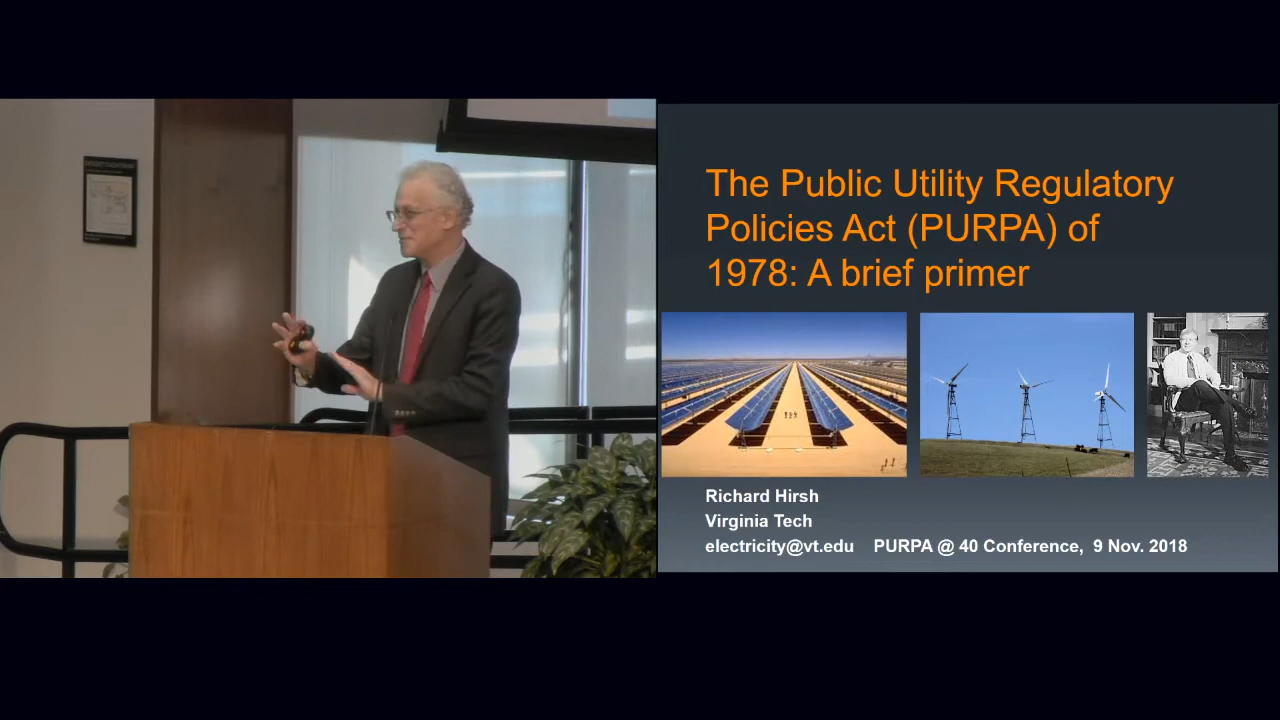 The Public Utility Regulatory
Policies Act (PURPA) of
1978: A brief primer
Richard Hirsh
Virginia Tech
electricity@vt.edu PURPA @ 40 Conference, 9 Nov. 2018